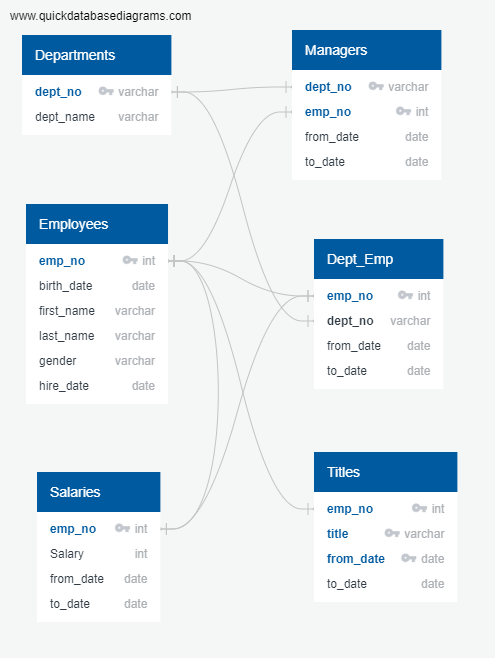 www.quickdatabasediagrams.com
Departments
dept_no varchar
dept_name varchar
Managers
dept_no varchar
emp_no int
from_date date
to_date date
Employees
emp_no int
birth_date date
first_name varchar
last_name varchar
gender varchar
hire_date date
Dept_Emp
emp_no int
dept_no varchar
from_date date
to_date date
Salaries
emp_no int
Salary int
from_date date
to_date date
Titles
emp_no int
title varchar
from_date date
to_date date